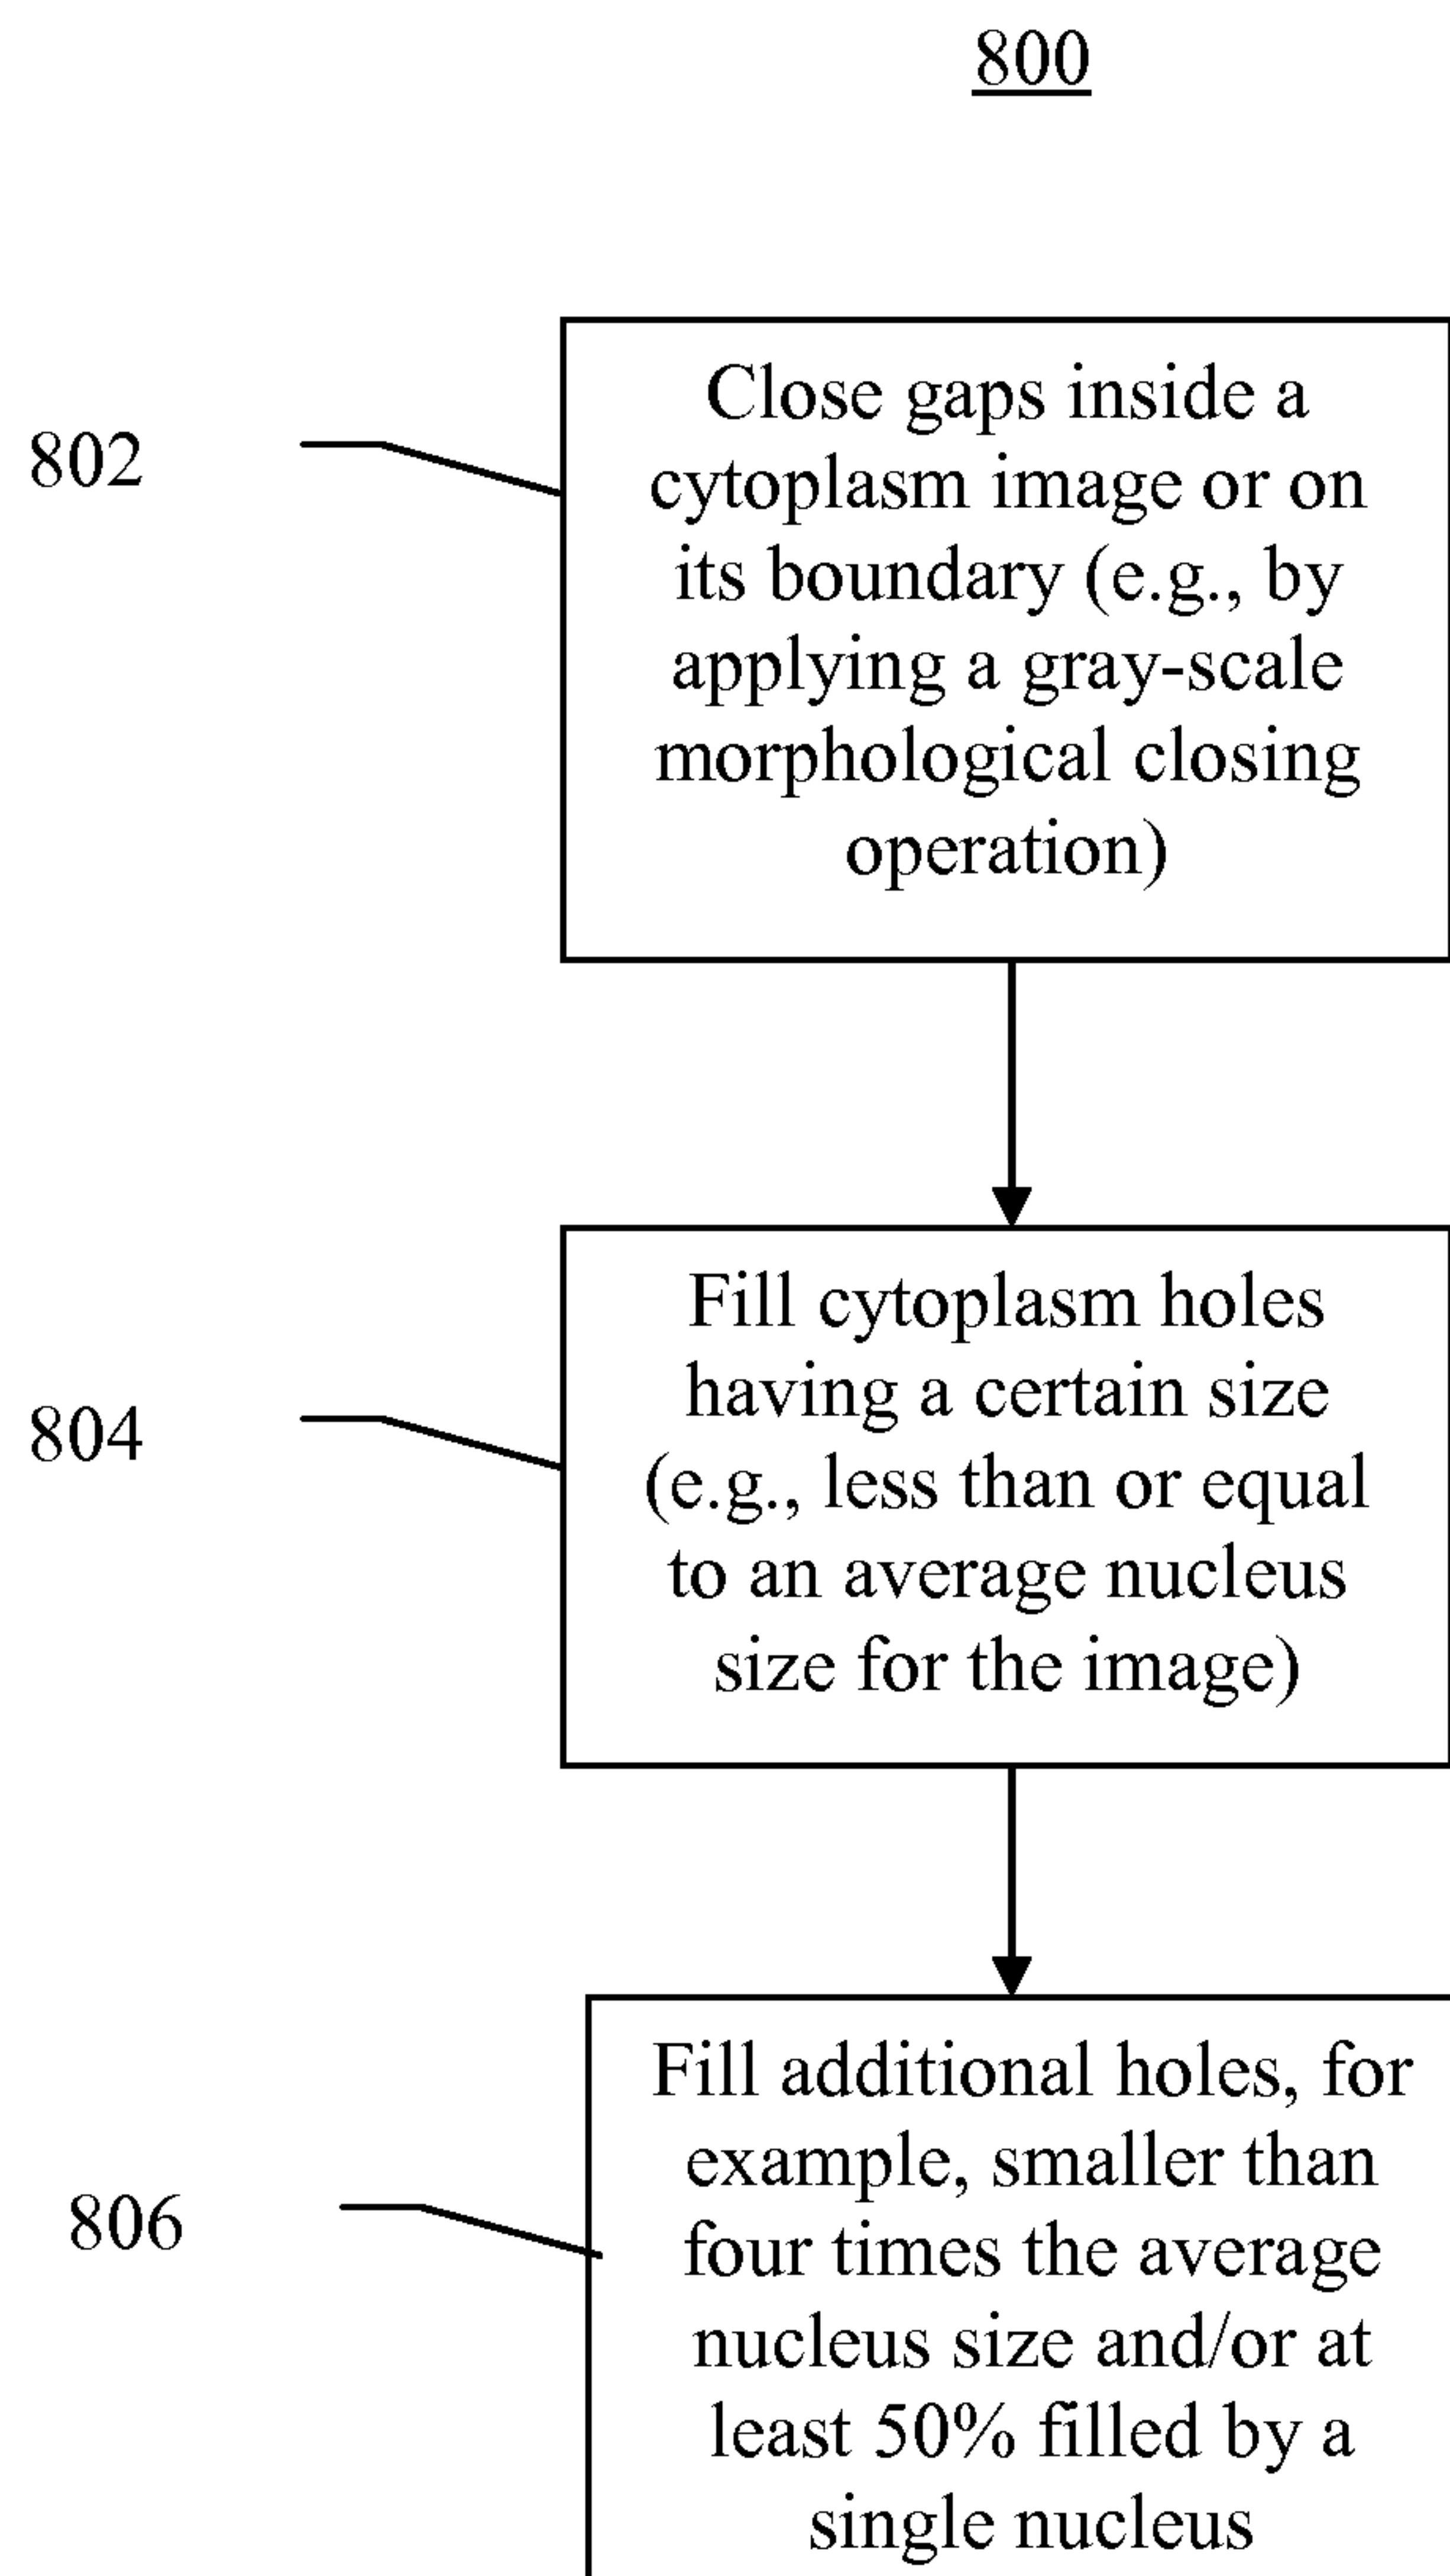 800
802
Close gaps inside a
cytoplasm image or on
its boundary (e.g., by
applying a gray-scale
morphological closing
operation)
804
Fill cytoplasm holes
having a certain size
(e.g., less than or equal
to an average nucleus
size for the image)
806
Fill additional holes, for
example, smaller than
four times the average
nucleus size and/or at
least 50% filled by a
single nucleus